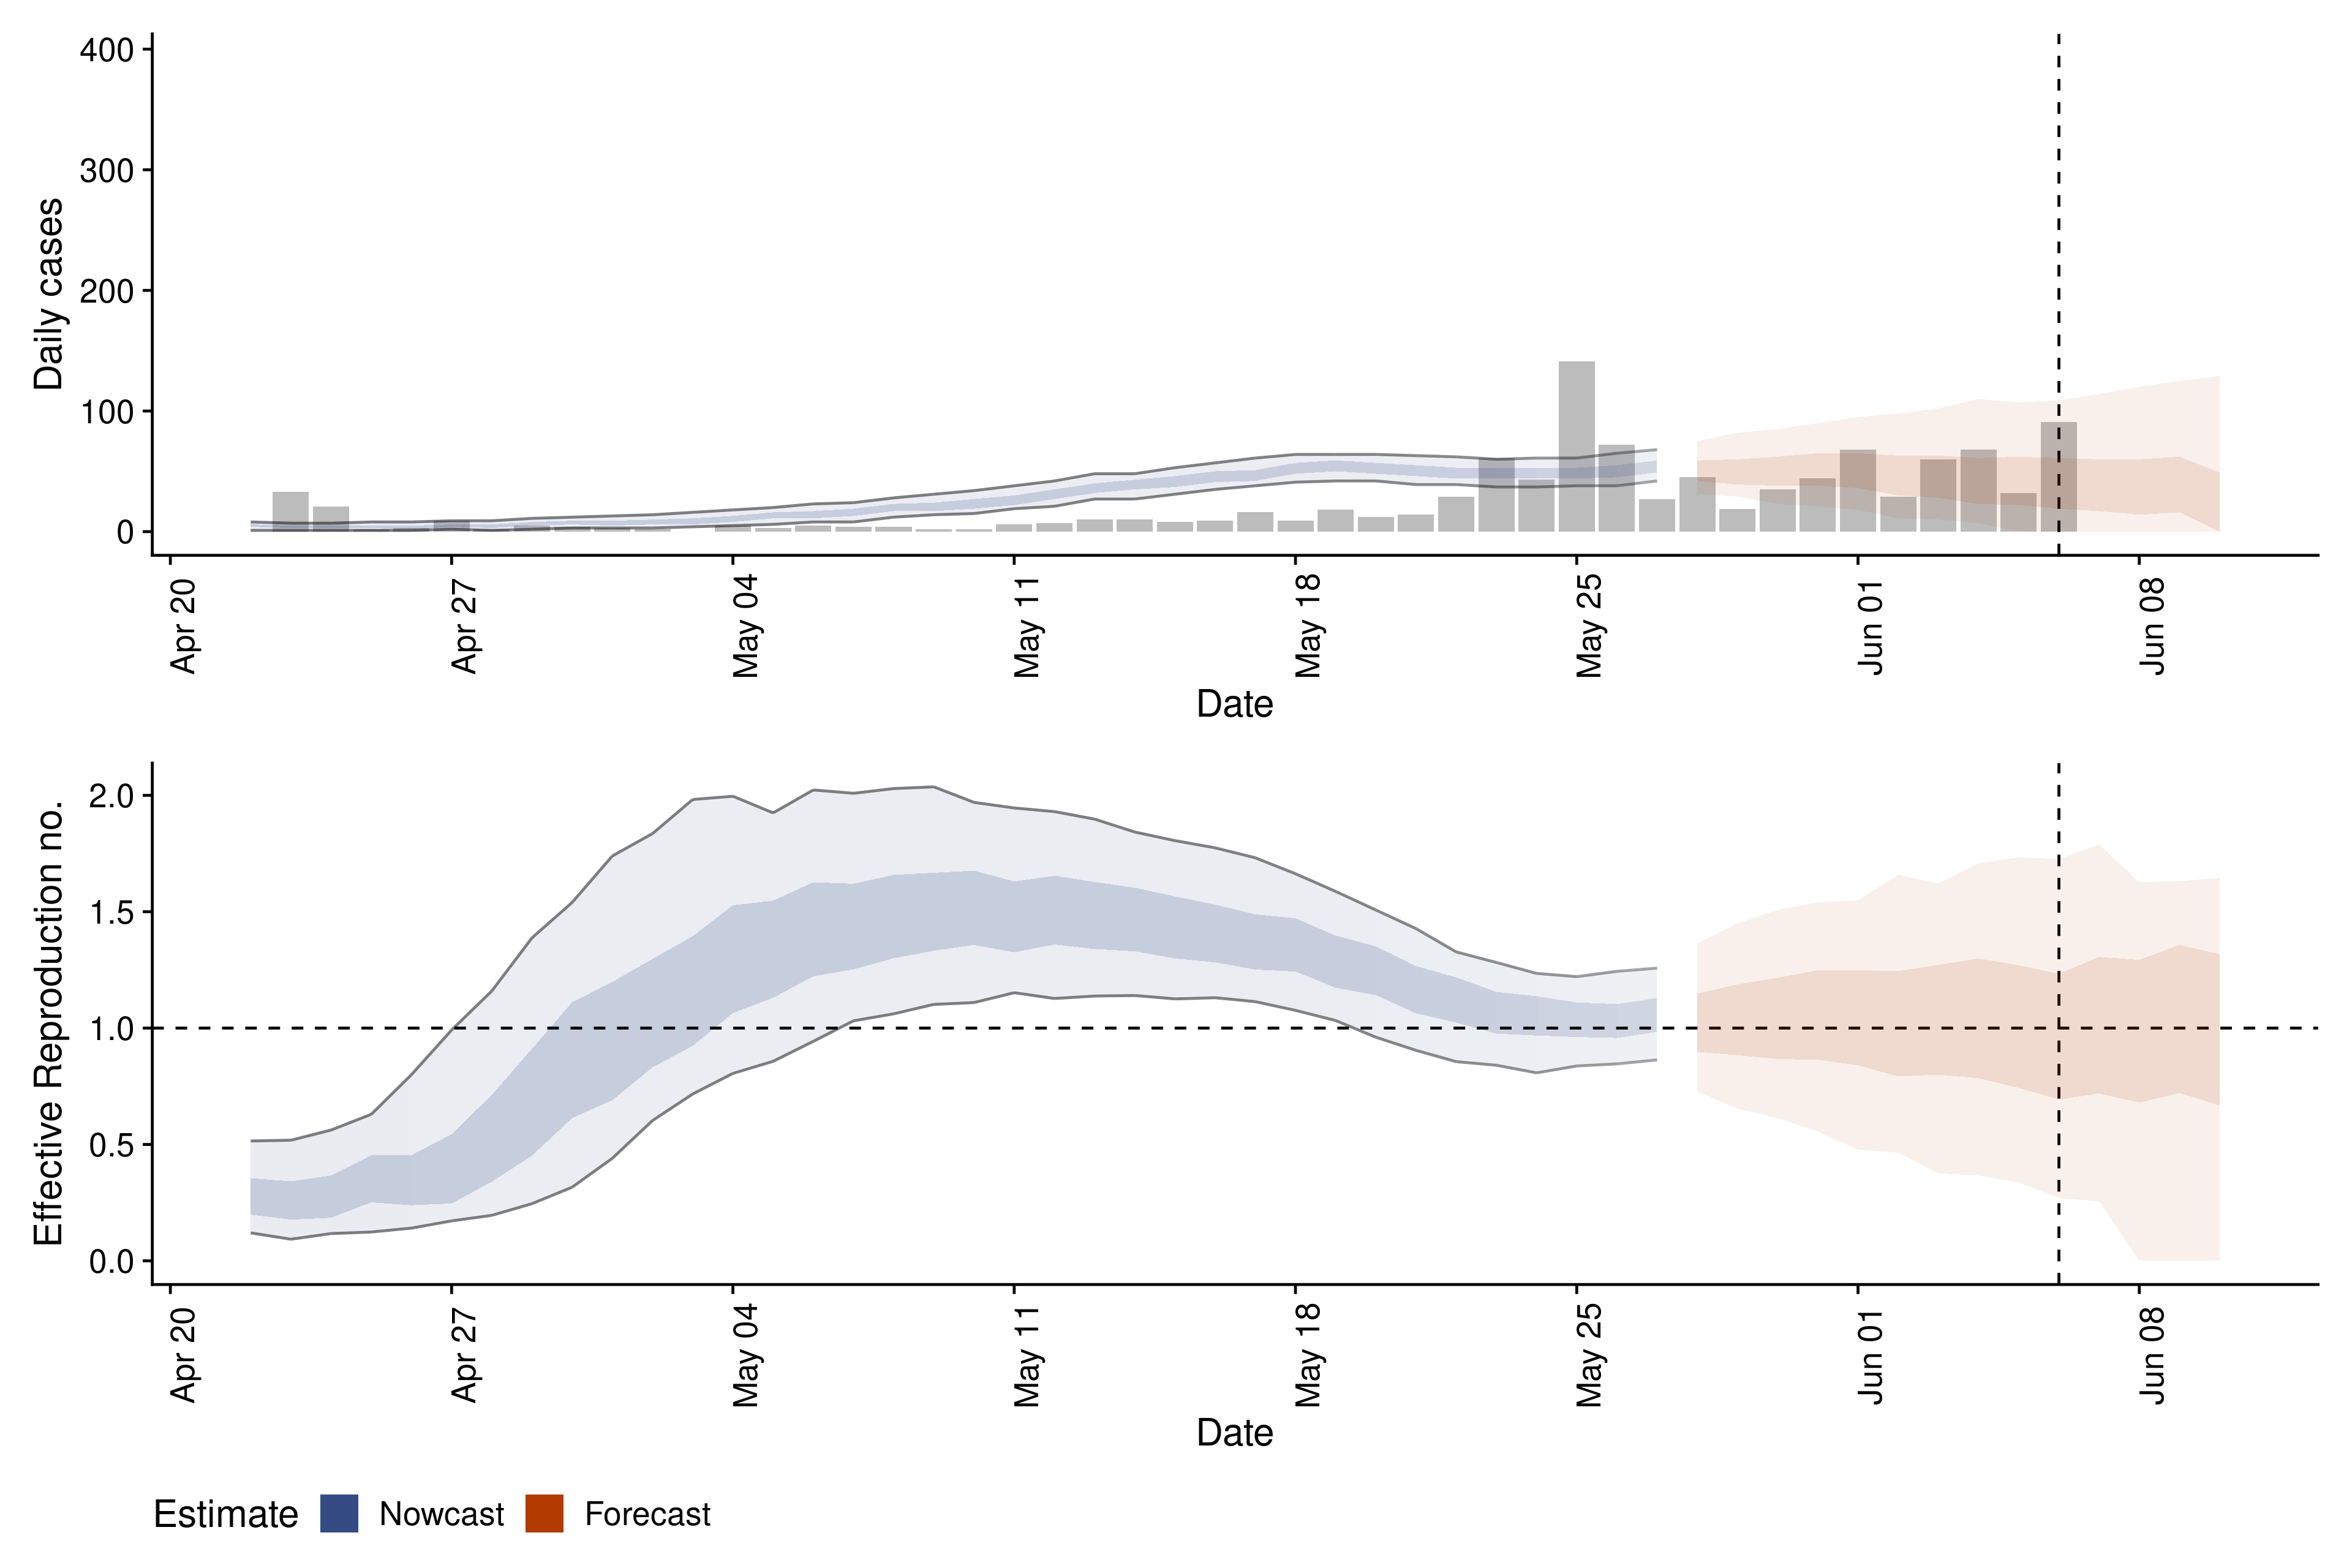 400
300
200
100
0
Daily cases
Apr 20
Apr 27
May 04
May 11
May 18
May 25
Jun 01
Jun 08
Date
2.0
1.5
1.0
0.5
0.0
Effective Reproduction no.
Apr 20
Apr 27
May 04
May 11
May 18
May 25
Jun 01
Jun 08
Date
Estimate Nowcast Forecast